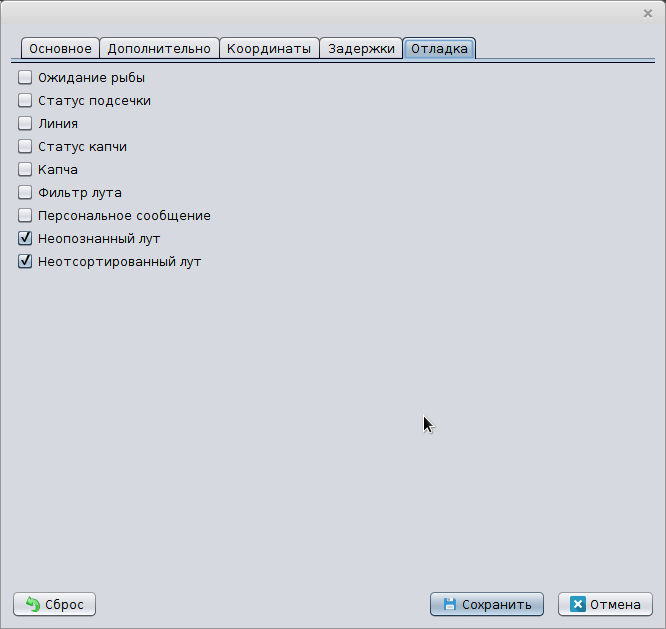 Основное Дополнительно Координаты Задержки Отладка
Ожидание рыбы
Статус подсечки
Линия
Статус капчи
Капча
Фильтр лута
Персональное сообщение
Неопознанный лут
Неотсортированный лут
Сброс Сохранить Отмена